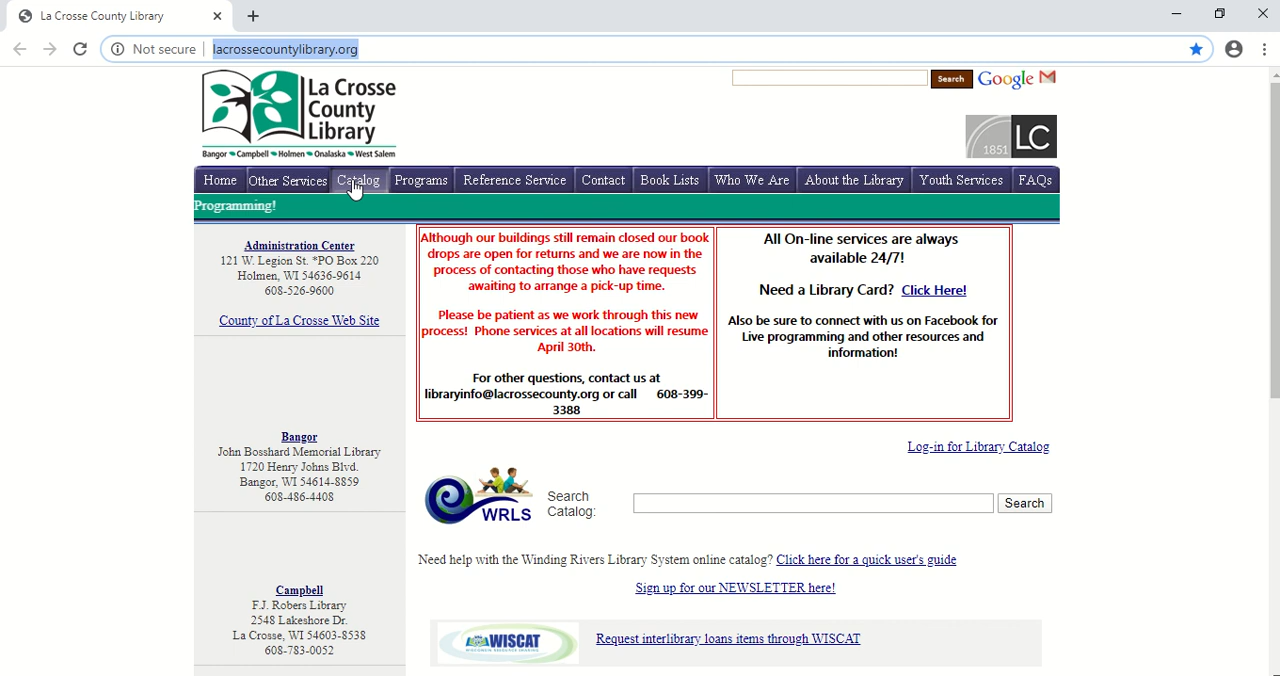 La Crosse County Library
Not secure
lacrossecountylibrary.org
La Crosse
County
Library
Bangor Campbell Holmen Onalaska West Salem
Search
Google
1851 LC
Home Other Services Catalog Programs Reference Service Contact Book Lists Who We Are About the Library Youth Services FAQs
Programming!
Administration Center
121 W. Legion St. *PO Box 220
Holmen, WI 54636-9614
608-526-9600
County of La Crosse Web Site
Bangor
John Bosshard Memorial Library
1720 Henry Johns Blvd.
Bangor, WI 54614-8859
608-486-4408
Campbell
F.J. Robers Library
2548 Lakeshore Dr.
La Crosse, WI 54603-8538
608-783-0052
Although our buildings still remain closed our book
drops are open for returns and we are now in the
process of contacting those who have requests
awaiting to arrange a pick-up time.
Please be patient as we work through this new
process! Phone services at all locations will resume
April 30th.
For other questions, contact us at
libraryinfo@lacrossecounty.org or call 608-399-
3388
All On-line services are always
available 24/7!
Need a Library Card? Click Here!
Also be sure to connect with us on Facebook for
Live programming and other resources and
information!
Log-in for Library Catalog
WRLS
Search
Catalog:
Search
Need help with the Winding Rivers Library System online catalog? Click here for a quick user's guide
Sign up for our NEWSLETTER here!
WISCAT
Request interlibrary loans items through WISCAT